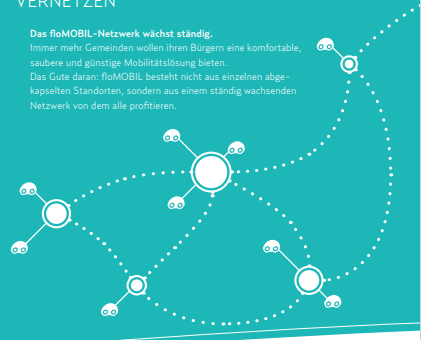 VERNETZEN
Das floMOBIL-Netzwerk wächst ständig.
Immer mehr Gemeinden wollen ihren Bürgern eine komfortable,
saubere und günstige Mobilitätslösung bieten.
Das Gute daran: floMOBIL besteht nicht aus einzelnen abge-
kapselten Standorten, sondern aus einem ständig wachsenden
Netzwerk von dem alle profitieren.